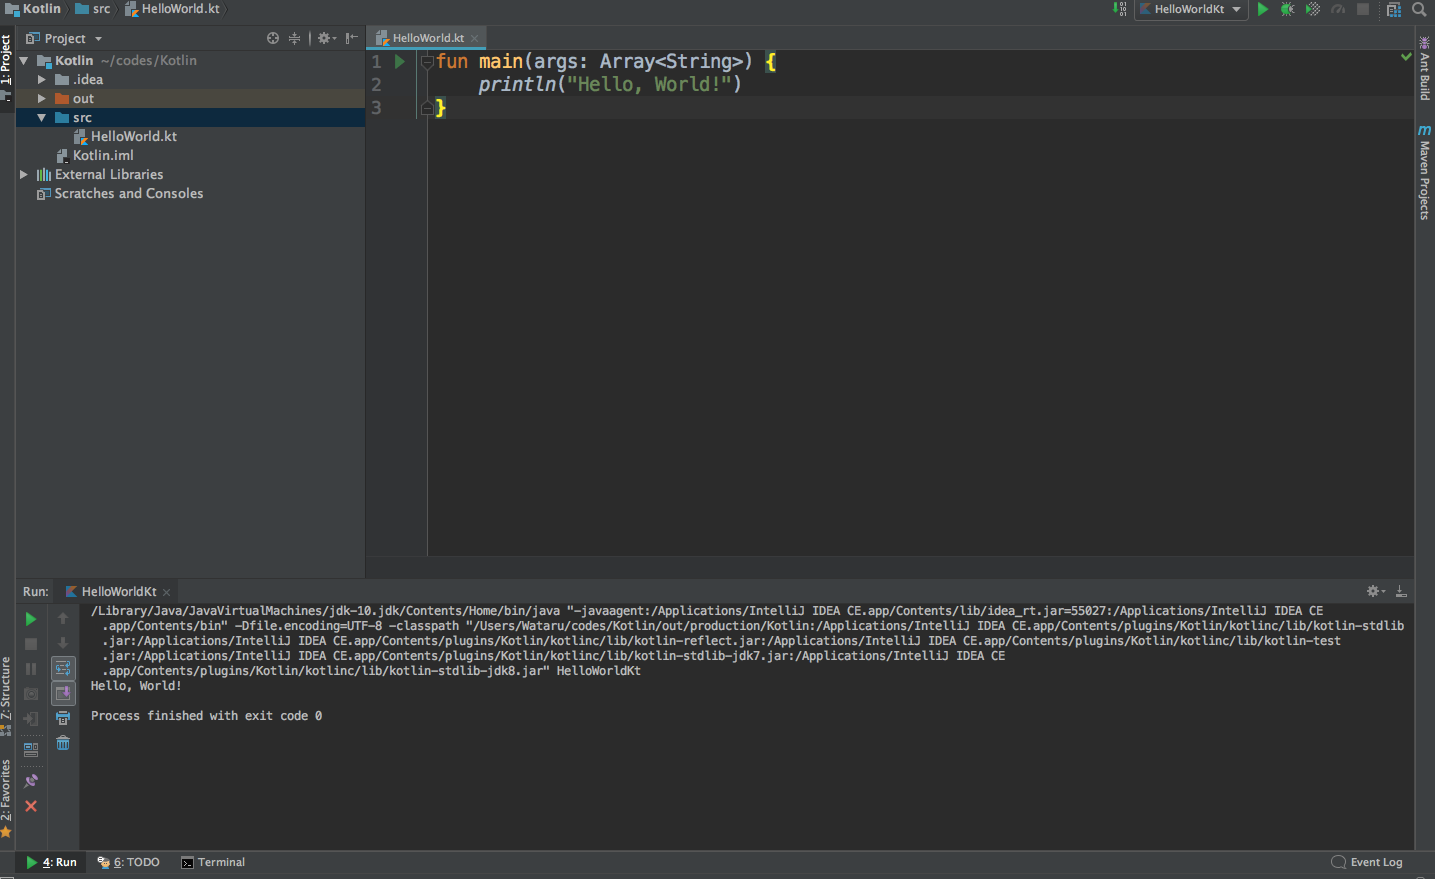 Kotlin src HelloWorld.kt HelloWorldKt
1: Project
Project
HelloWorld.kt
Kotlin ~/codes/Kotlin
.idea
out
src
HelloWorld.kt
Kotlin.iml
External Libraries
Scratches and Consoles
1 fun main(args: Array<String>) {
2 println("Hello, World!")
3 }
Ant Build
m Maven Projects
Run: HelloWorldKt
/Library/Java/JavaVirtualMachines/jdk-10.jdk/Contents/Home/bin/java "-javaagent:/Applications/IntelliJ IDEA CE.app/Contents/lib/idea_rt.jar=55027:/Applications/IntelliJ IDEA CE
.app/Contents/bin" -Dfile.encoding=UTF-8 -classpath "/Users/Wataru/codes/Kotlin/out/production/Kotlin:/Applications/IntelliJ IDEA CE.app/Contents/plugins/Kotlin/kotlinc/lib/kotlin-stdlib
.jar:/Applications/IntelliJ IDEA CE.app/Contents/plugins/Kotlin/kotlinc/lib/kotlin-reflect.jar:/Applications/IntelliJ IDEA CE.app/Contents/plugins/Kotlin/kotlinc/lib/kotlin-test
.jar:/Applications/IntelliJ IDEA CE.app/Contents/plugins/Kotlin/kotlinc/lib/kotlin-stdlib-jdk7.jar:/Applications/IntelliJ IDEA CE
.app/Contents/plugins/Kotlin/kotlinc/lib/kotlin-stdlib-jdk8.jar" HelloWorldKt
Hello, World!
Process finished with exit code 0
Z: Structure
2: Favorites
4: Run 6: TODO Terminal Event Log